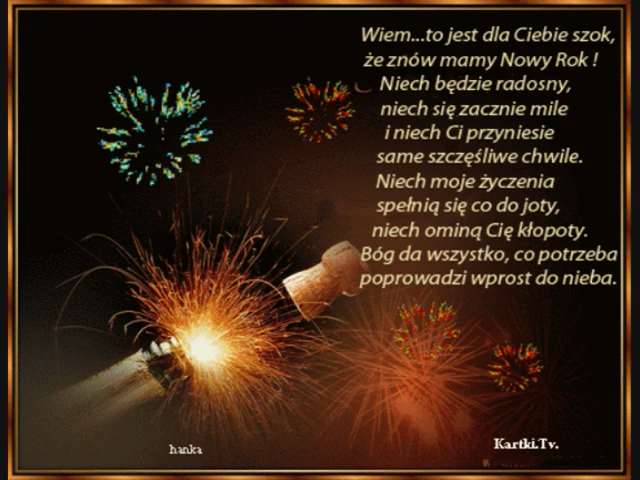 Wiem...to jest dla Ciebie szok,
że znów mamy Nowy Rok !
Niech będzie radosny,
niech się zacznie mile
i niech Ci przyniesie
same szczęśliwe chwile.
Niech moje życzenia
spełnią się co do joty,
niech ominą Cię kłopoty.
Bóg da wszystko, co potrzeba
poprowadzi wprost do nieba.
hanka
Kartki.Tv.